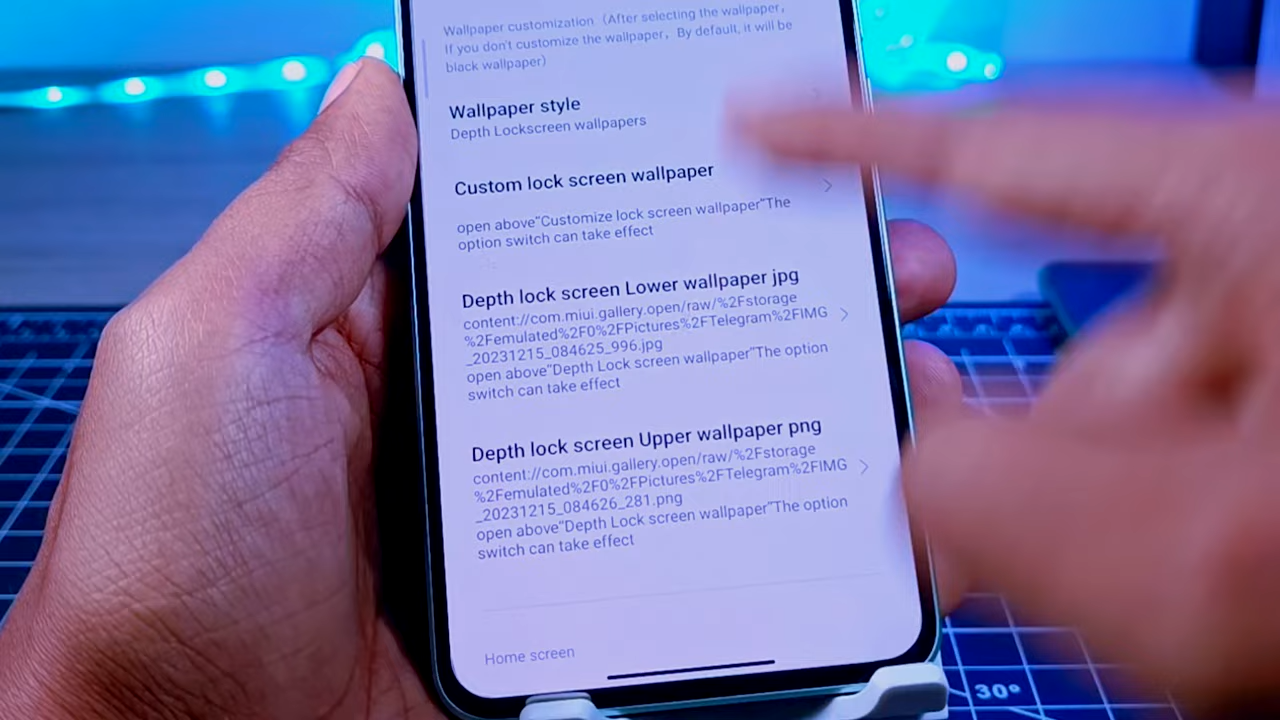 Wallpaper customization（After selecting the wallpaper，
If you don't customize the wallpaper，By default, it will be
black wallpaper）
Wallpaper style
Depth Lockscreen wallpapers
Custom lock screen wallpaper
open above"Customize lock screen wallpaper"The
option switch can take effect
Depth lock screen Lower wallpaper jpg
content://com.miui.gallery.open/raw/%2Fstorage
%2Femulated%2F0%2FPictures%2FTelegram%2FIMG
_20231215_084625_996.jpg
open above"Depth Lock screen wallpaper"The option
switch can take effect
Depth lock screen Upper wallpaper png
content://com.miui.gallery.open/raw/%2Fstorage
%2Femulated%2F0%2FPictures%2FTelegram%2FIMG
_20231215_084626_281.png
open above"Depth Lock screen wallpaper"The option
switch can take effect
Home screen
30°